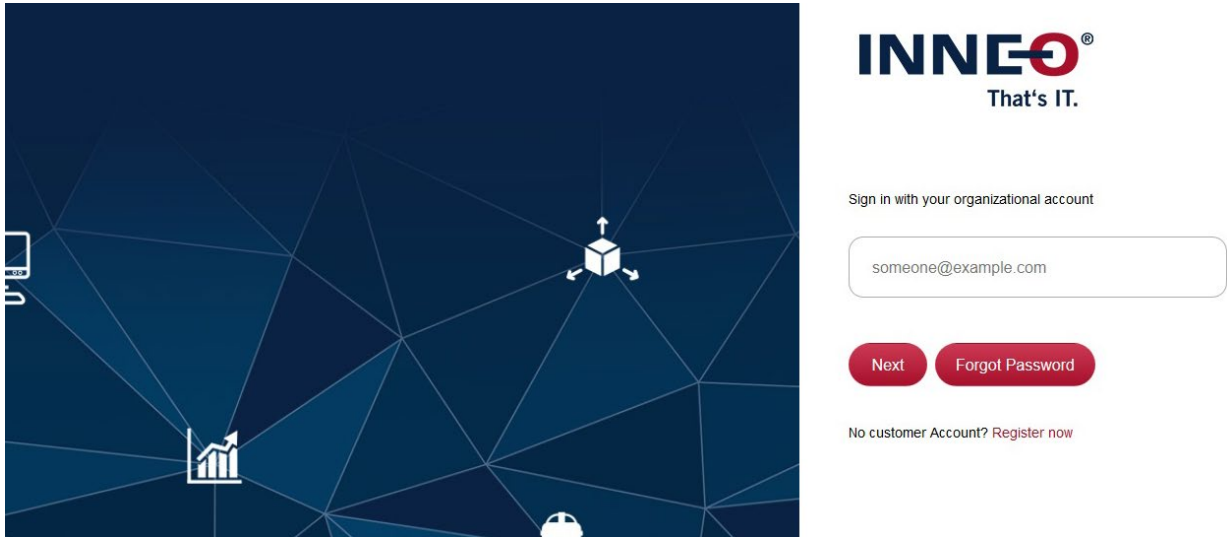 INNEO®
That's IT.
Sign in with your organizational account
someone@example.com
Next
Forgot Password
No customer Account? Register now